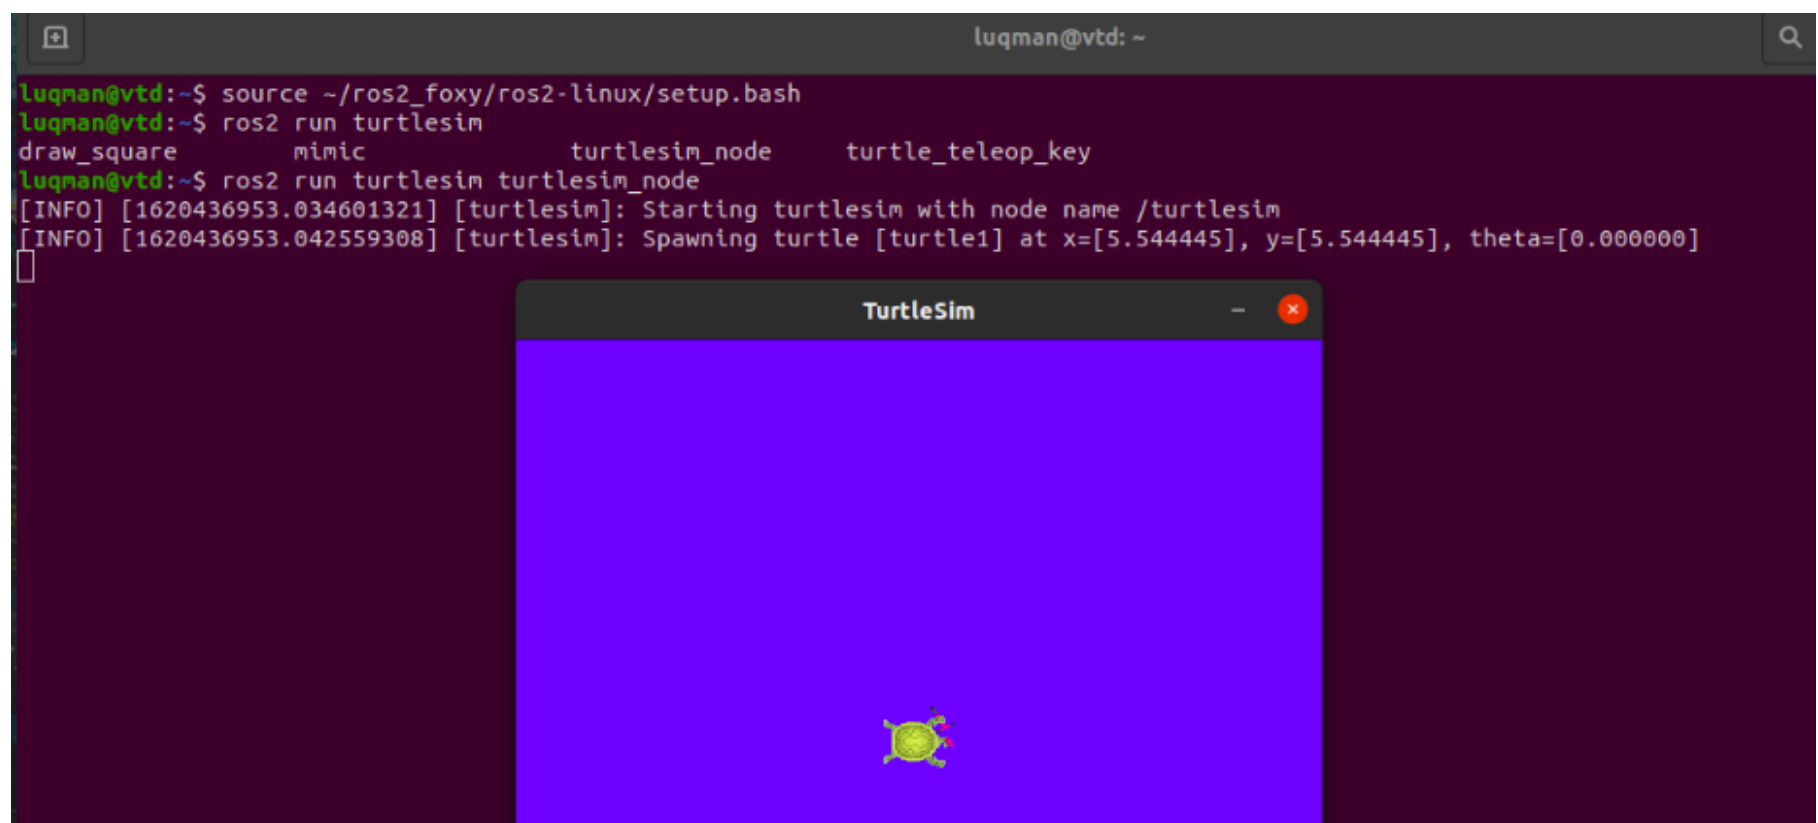 luqman@vtd: ~
luqman@vtd:~$ source ~/ros2_foxy/ros2-linux/setup.bash
luqman@vtd:~$ ros2 run turtlesim
draw_square mimic turtlesim_node turtle_teleop_key
luqman@vtd:~$ ros2 run turtlesim turtlesim_node
[INFO] [1620436953.034601321] [turtlesim]: Starting turtlesim with node name /turtlesim
[INFO] [1620436953.042559308] [turtlesim]: Spawning turtle [turtle1] at x=[5.544445], y=[5.544445], theta=[0.000000]
TurtleSim